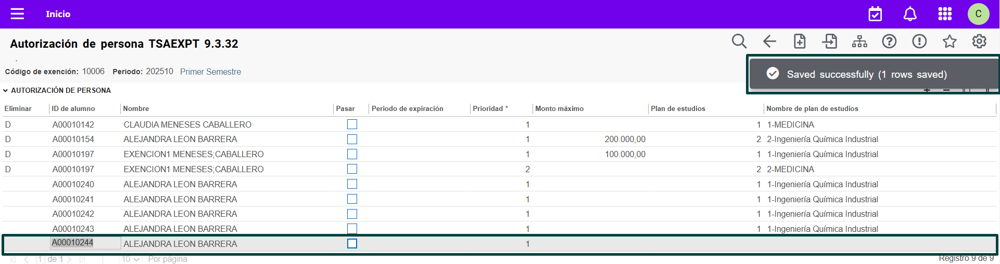 Inicio
C
Autorización de persona TSAEXPT 9.3.32
Código de exención: 10006 Periodo: 202510 Primer Semestre
Saved successfully (1 rows saved)
AUTORIZACIÓN DE PERSONA
Eliminar ID de alumno Nombre Pasar Periodo de expiración Prioridad * Monto máximo Plan de estudios Nombre de plan de estudios
D A00010142 CLAUDIA MENESES CABALLERO 1 1 1-MEDICINA
D A00010154 ALEJANDRA LEON BARRERA 1 200.000,00 2 2-Ingeniería Química Industrial
D A00010197 EXENCION1 MENESES;CABALLERO 1 100.000,00 1 1-Ingeniería Química Industrial
D A00010197 EXENCION1 MENESES;CABALLERO 2 2 2-MEDICINA
A00010240 ALEJANDRA LEON BARRERA 1 1 1-Ingeniería Química Industrial
A00010241 ALEJANDRA LEON BARRERA 1 1 1-Ingeniería Química Industrial
A00010242 ALEJANDRA LEON BARRERA 1 1 1-Ingeniería Química Industrial
A00010243 ALEJANDRA LEON BARRERA 1 1 1-Ingeniería Química Industrial
A00010244 ALEJANDRA LEON BARRERA 1
1 de 1 10 Por página Registro 9 de 9